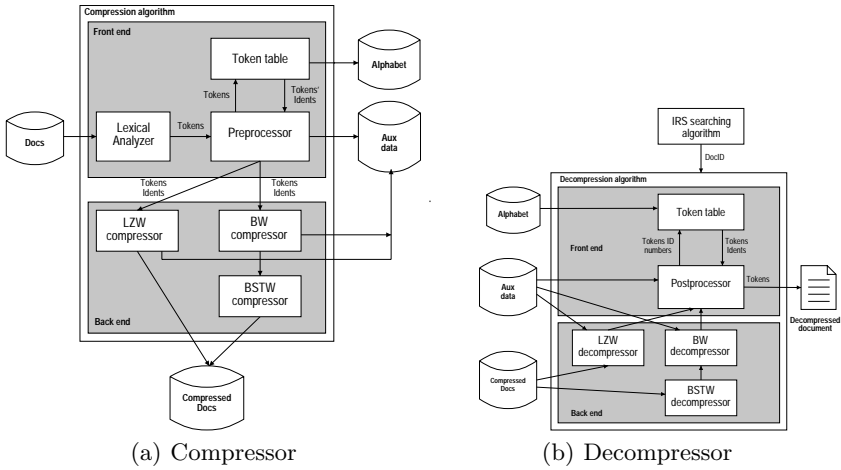 Compression algorithm
Front end
Token table
Alphabet
Tokens
Tokens'
Idents
Docs
Lexical
Analyzer
Tokens
Preprocessor
Aux
data
Tokens
Idents
Tokens
Idents
LZW
compressor
BW
compressor
BSTW
compressor
Back end
Compressed
Docs
(a) Compressor
IRS searching
algorithm
DocID
Decompression algorithm
Alphabet
Token table
Front end
Tokens ID
numbers
Tokens
Idents
Aux
data
Postprocessor
Tokens
Decompressed
document
LZW
decompressor
BW
decompressor
Compressed
Docs
BSTW
decompressor
Back end
(b) Decompressor